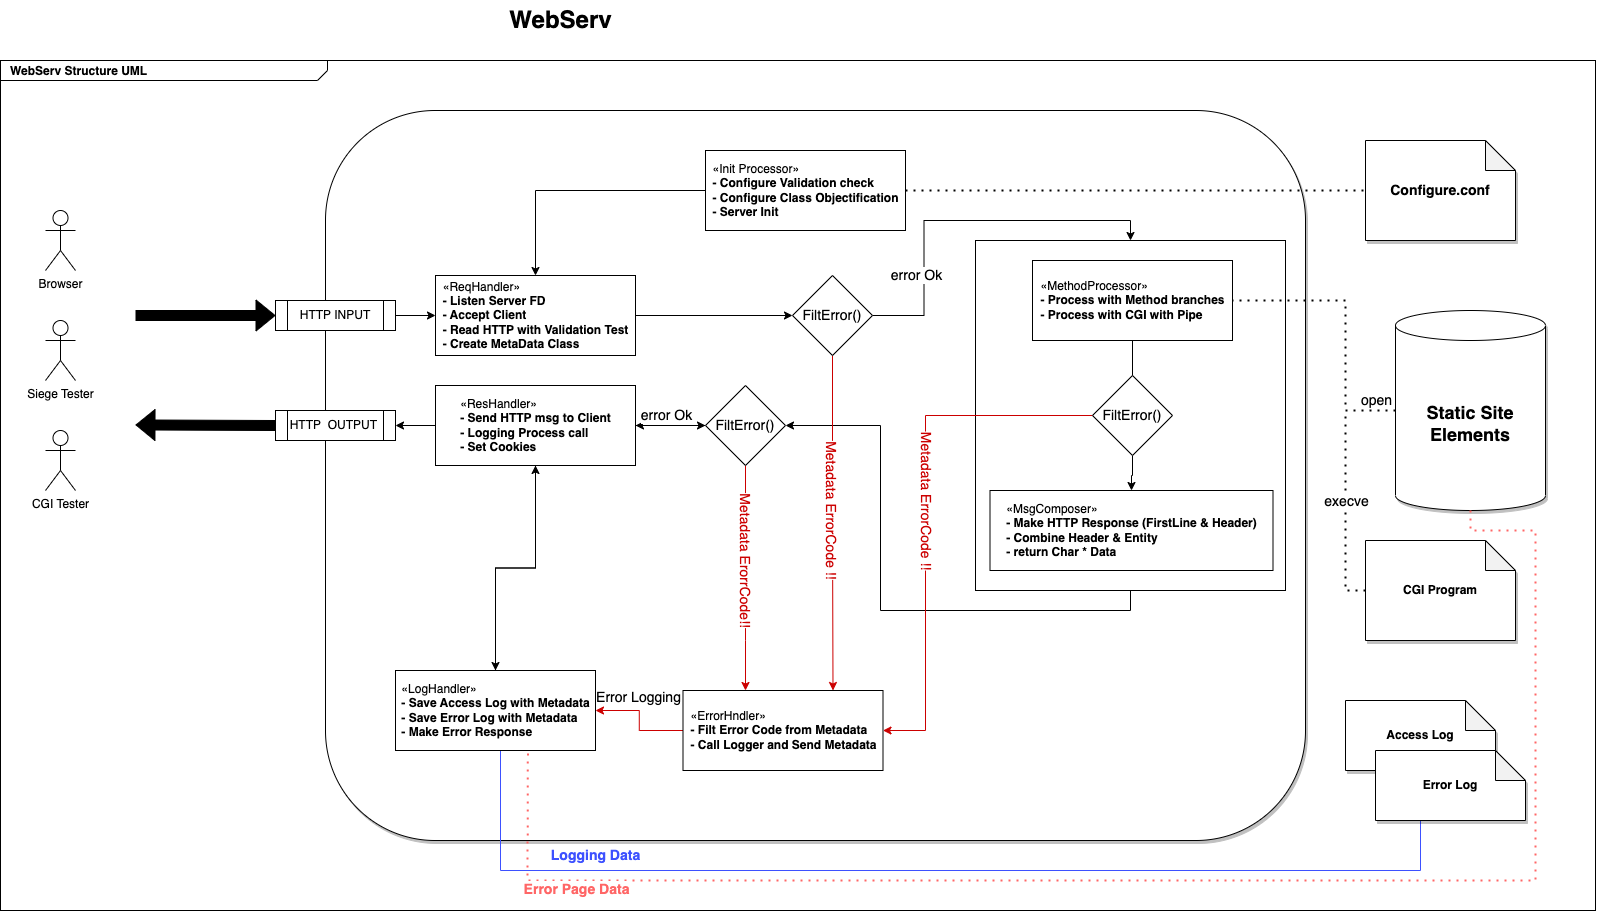 WebServ
WebServ Structure UML
«Init Processor»
- Configure Validation check
- Configure Class Objectification
- Server Init
Configure.conf
Browser
Siege Tester
CGI Tester
HTTP INPUT
HTTP  OUTPUT
«ReqHandler»
- Listen Server FD
- Accept Client
- Read HTTP with Validation Test
- Create MetaData Class
FiltError()
error Ok
«MethodProcessor»
- Process with Method branches
- Process with CGI with Pipe
FiltError()
«MsgComposer»
- Make HTTP Response (FirstLine & Header)
- Combine Header & Entity
- return Char * Data
open
execve
Static Site
Elements
CGI Program
«ResHandler»
- Send HTTP msg to Client
- Logging Process call
- Set Cookies
error Ok
FiltError()
Metadata ErorrCode!!
Metadata ErrorCode !!
Metadata ErrorCode !!
«LogHandler»
- Save Access Log with Metadata
- Save Error Log with Metadata
- Make Error Response
Error Logging
«ErrorHndler»
- Filt Error Code from Metadata
- Call Logger and Send Metadata
Access Log
Error Log
Logging Data
Error Page Data